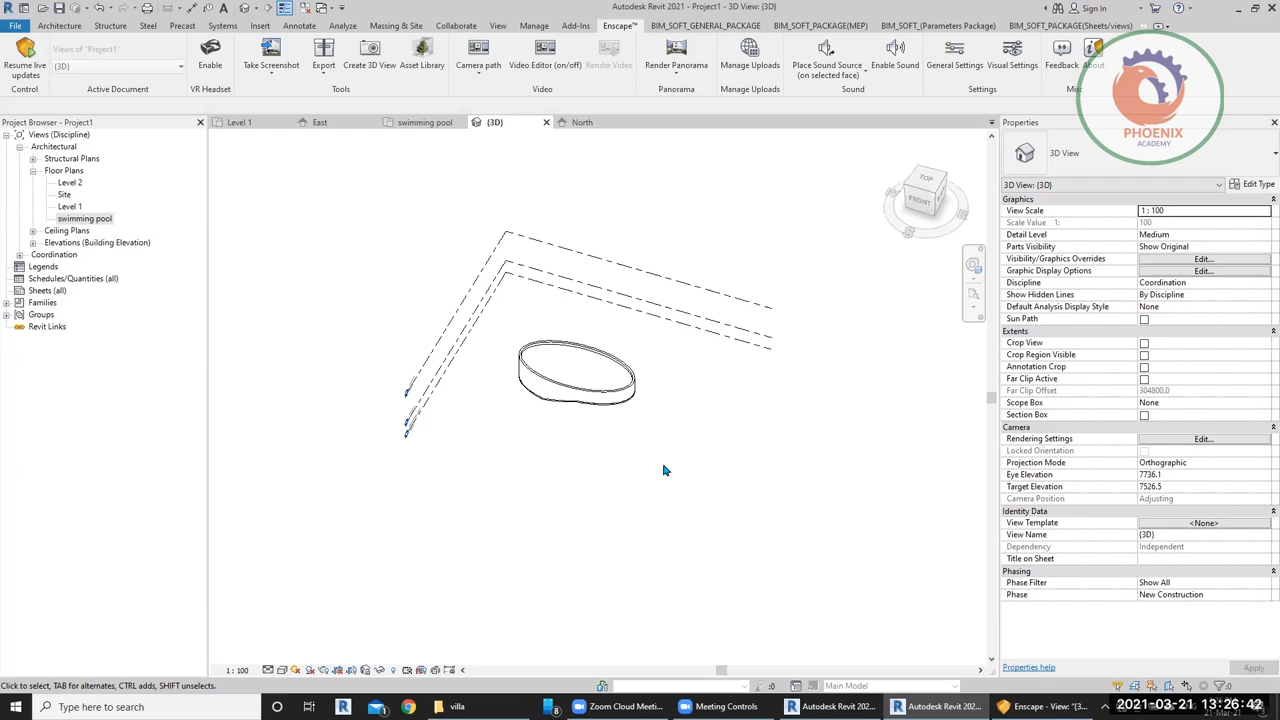 Autodesk Revit 2021 - Project1 - 3D View: {3D}
Sign In
File Architecture Structure Steel Precast Systems Insert Annotate Analyze Massing & Site Collaborate View Manage Add-Ins Enscape™ BIM_SOFT_GENERAL_PACKAGE BIM_SOFT_PACKAGE(MEP) BIM_SOFT_(Parameters Package) BIM_SOFT_PACKAGE(Sheets/views)
Views of "Project1"
Resume live updates
{3D}
Enable
Take Screenshot
Export
Create 3D View
Asset Library
Camera path
Video Editor (on/off)
Render Video
Render Panorama
Manage Uploads
Place Sound Source (on selected face)
Enable Sound
General Settings
Visual Settings
Feedback
About
Control Active Document VR Headset Tools Video Panorama Manage Uploads Sound Settings
PHOENIX
ACADEMY
Project Browser - Project1
Level 1 East swimming pool {3D} North
Properties
Views (Discipline)
Architectural
Structural Plans
Floor Plans
Level 2
Site
Level 1
swimming pool
Ceiling Plans
Elevations (Building Elevation)
Coordination
Legends
Schedules/Quantities (all)
Sheets (all)
Families
Groups
Revit Links
TOP
FRONT
3D View
3D View: {3D} Edit Type
Graphics
View Scale 1 : 100
Scale Value 1: 100
Detail Level Medium
Parts Visibility Show Original
Visibility/Graphics Overrides Edit...
Graphic Display Options Edit...
Discipline Coordination
Show Hidden Lines By Discipline
Default Analysis Display Style None
Sun Path
Extents
Crop View
Crop Region Visible
Annotation Crop
Far Clip Active
Far Clip Offset 304800.0
Scope Box None
Section Box
Camera
Rendering Settings Edit...
Locked Orientation
Projection Mode Orthographic
Eye Elevation 7736.1
Target Elevation 7526.5
Camera Position Adjusting
Identity Data
View Template <None>
View Name {3D}
Dependency Independent
Title on Sheet
Phasing
Phase Filter Show All
Phase New Construction
Properties help Apply
1 : 100
Click to select, TAB for alternates, CTRL adds, SHIFT unselects.
:0
Main Model
:0
Type here to search
villa
Zoom Cloud Meeti...
Meeting Controls
Autodesk Revit 202...
Autodesk Revit 202...
Enscape - View: "{3...
2021-03-21 13:26:42